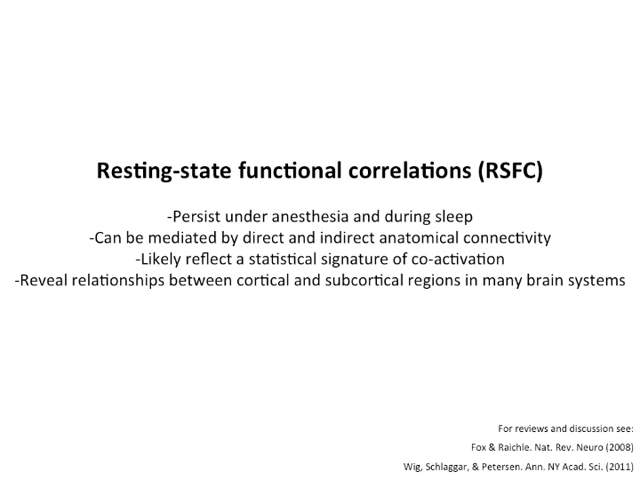 Resting-state functional correlations (RSFC)
-Persist under anesthesia and during sleep
-Can be mediated by direct and indirect anatomical connectivity
-Likely reflect a statistical signature of co-activation
-Reveal relationships between cortical and subcortical regions in many brain systems
For reviews and discussion see:
Fox & Raichle. Nat. Rev. Neuro (2008)
Wig, Schlaggar, & Petersen. Ann. NY Acad. Sci. (2011)